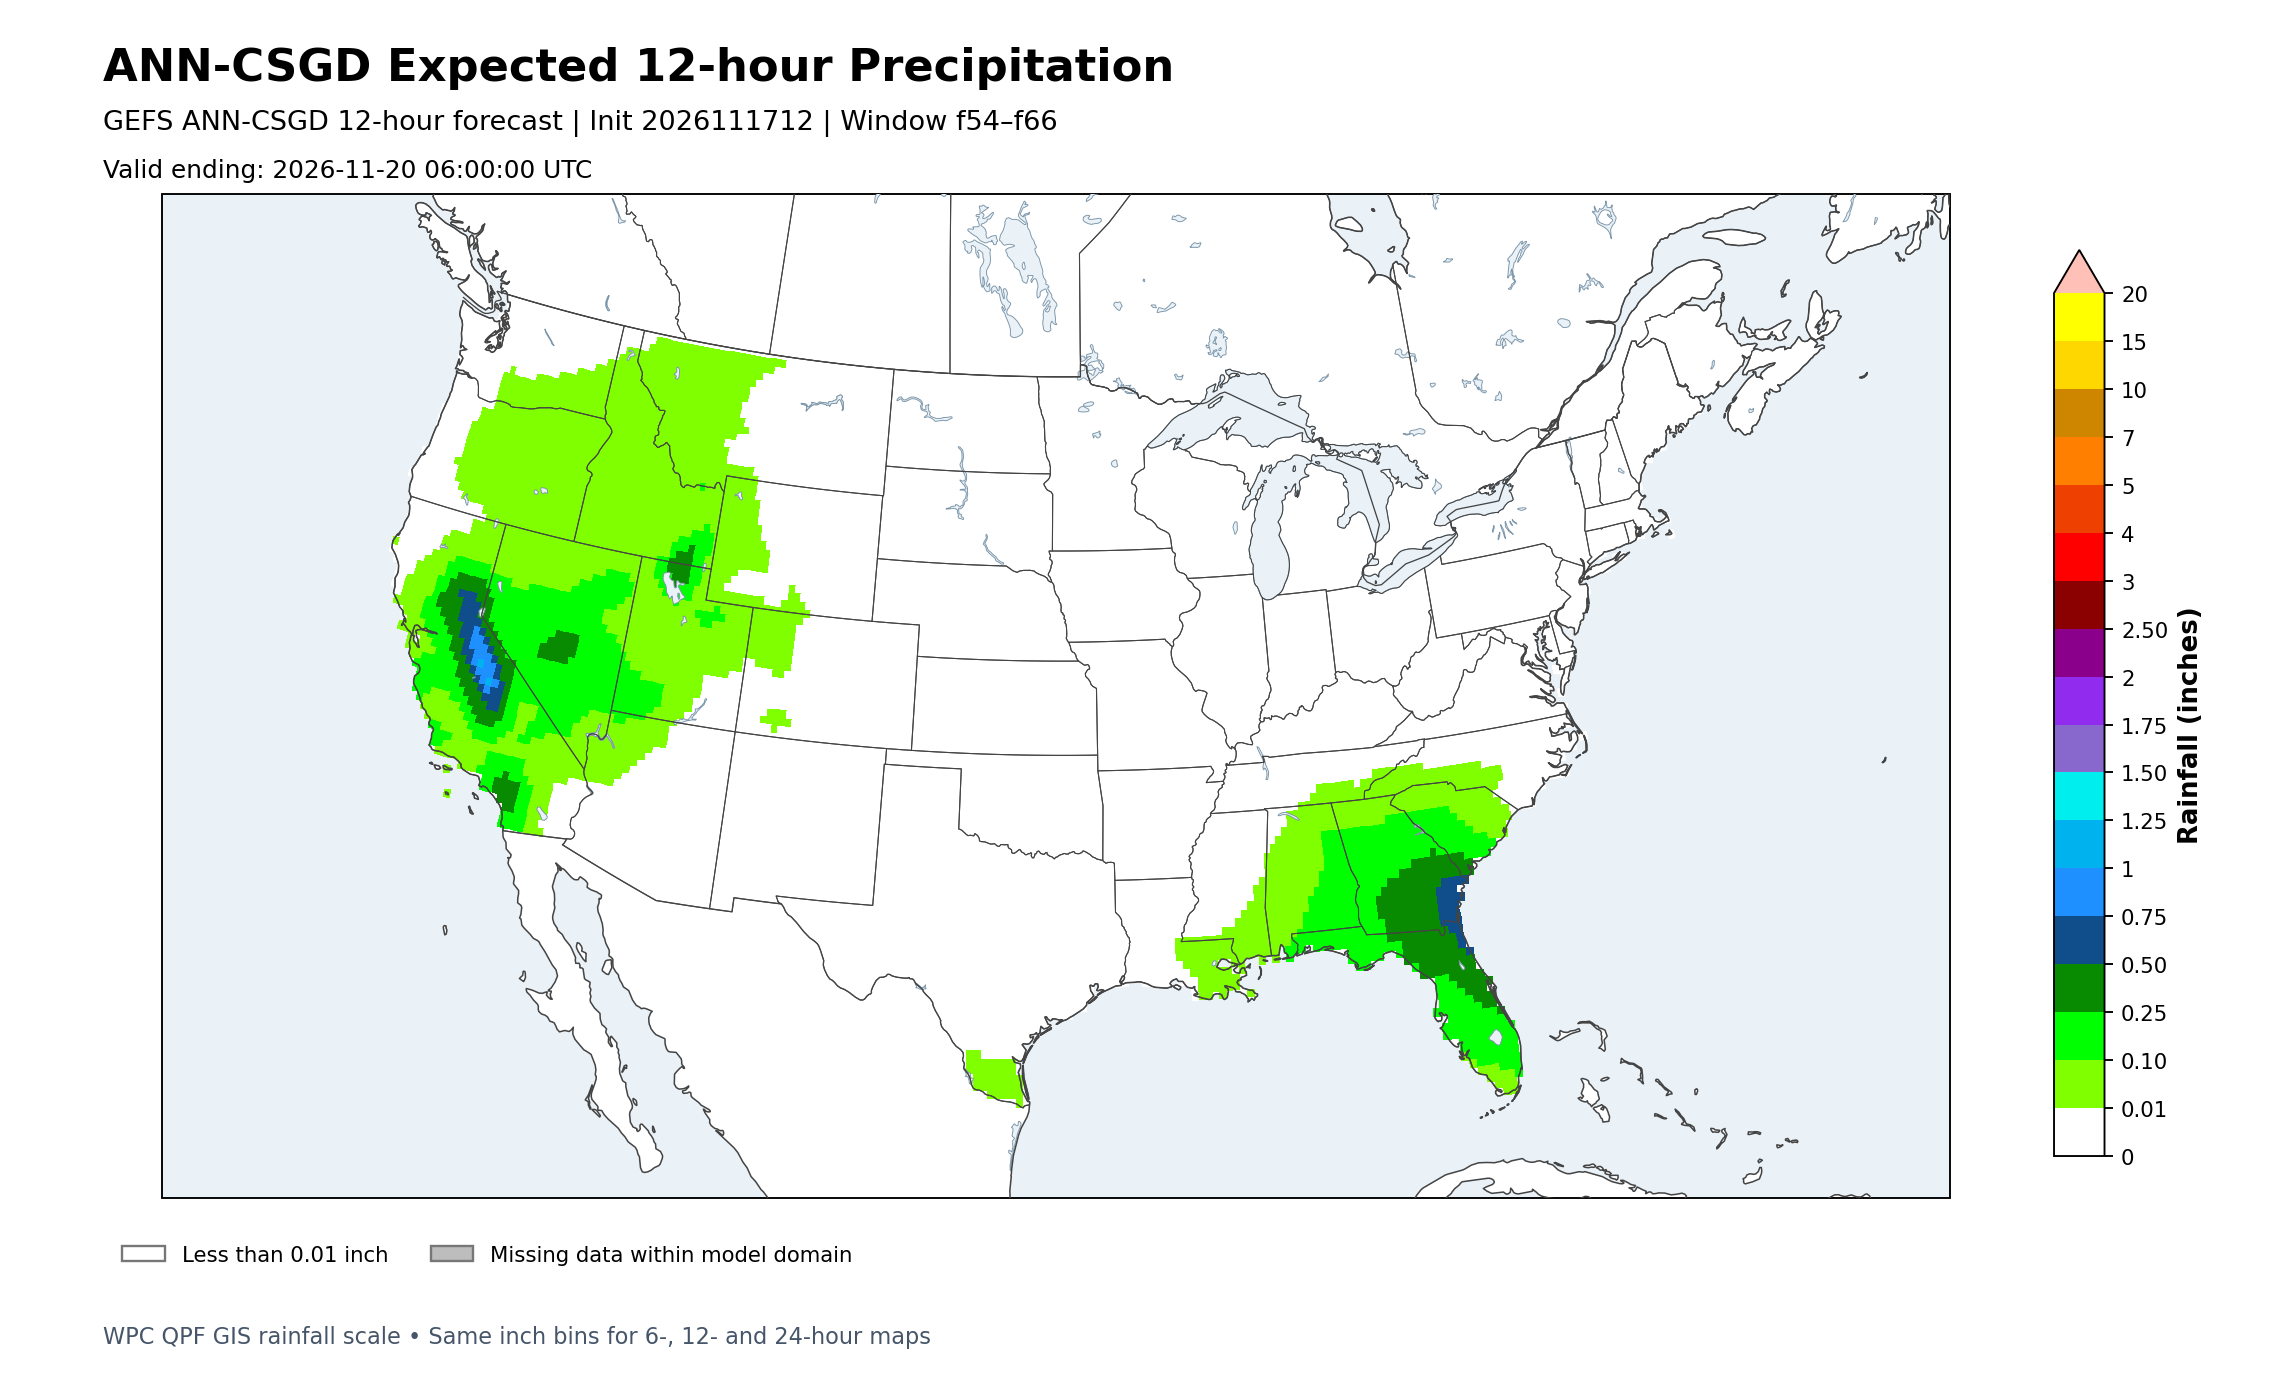 ANN-CSGD Expected 12-hour Precipitation
GEFS ANN-CSGD 12-hour forecast | Init 2026111712 | Window f54–f66
Valid ending: 2026-11-20 06:00:00 UTC
20
15
10
7
5
4
3
2.50
2
1.75
1.50
1.25
1
0.75
0.50
0.25
0.10
0.01
0
Rainfall (inches)
Less than 0.01 inch
Missing data within model domain
WPC QPF GIS rainfall scale • Same inch bins for 6-, 12- and 24-hour maps